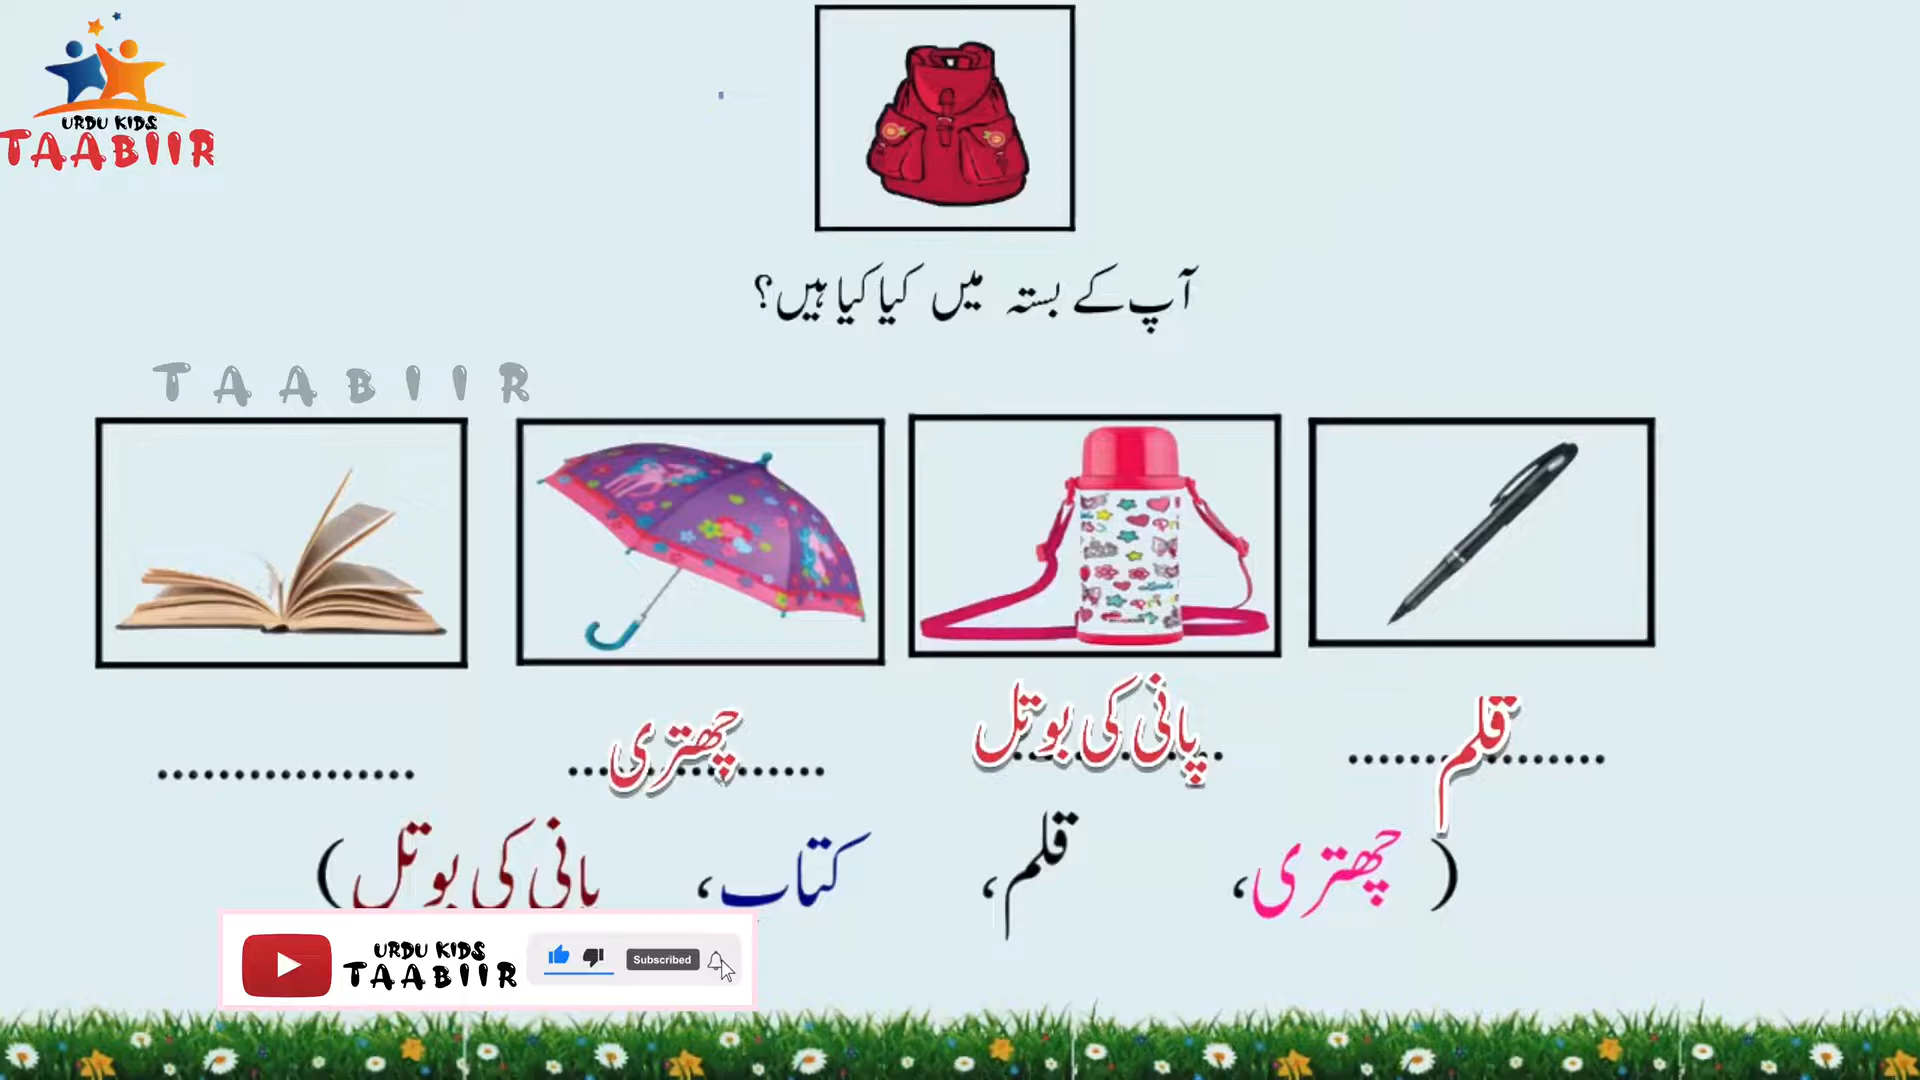 URDU KIDS
TAABIIR
آپ کے بستہ میں کیا کیا ہیں؟
TAABIIR
قلم
پانی کی بوتل
چھتری
(چھتری، قلم، کتاب، پانی کی بوتل)
URDU KIDS
TAABIIR
Subscribed